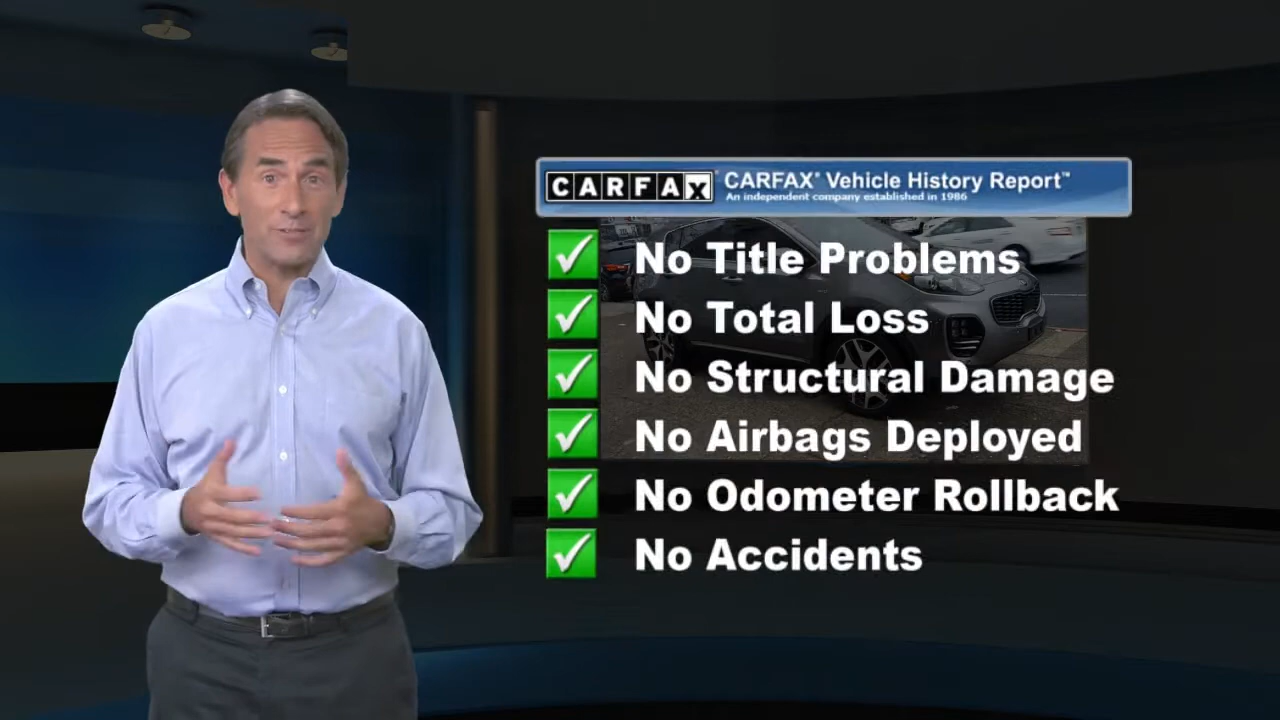 CARFAX® CARFAX® Vehicle History Report™
An independent company established in 1986
No Title Problems
No Total Loss
No Structural Damage
No Airbags Deployed
No Odometer Rollback
No Accidents